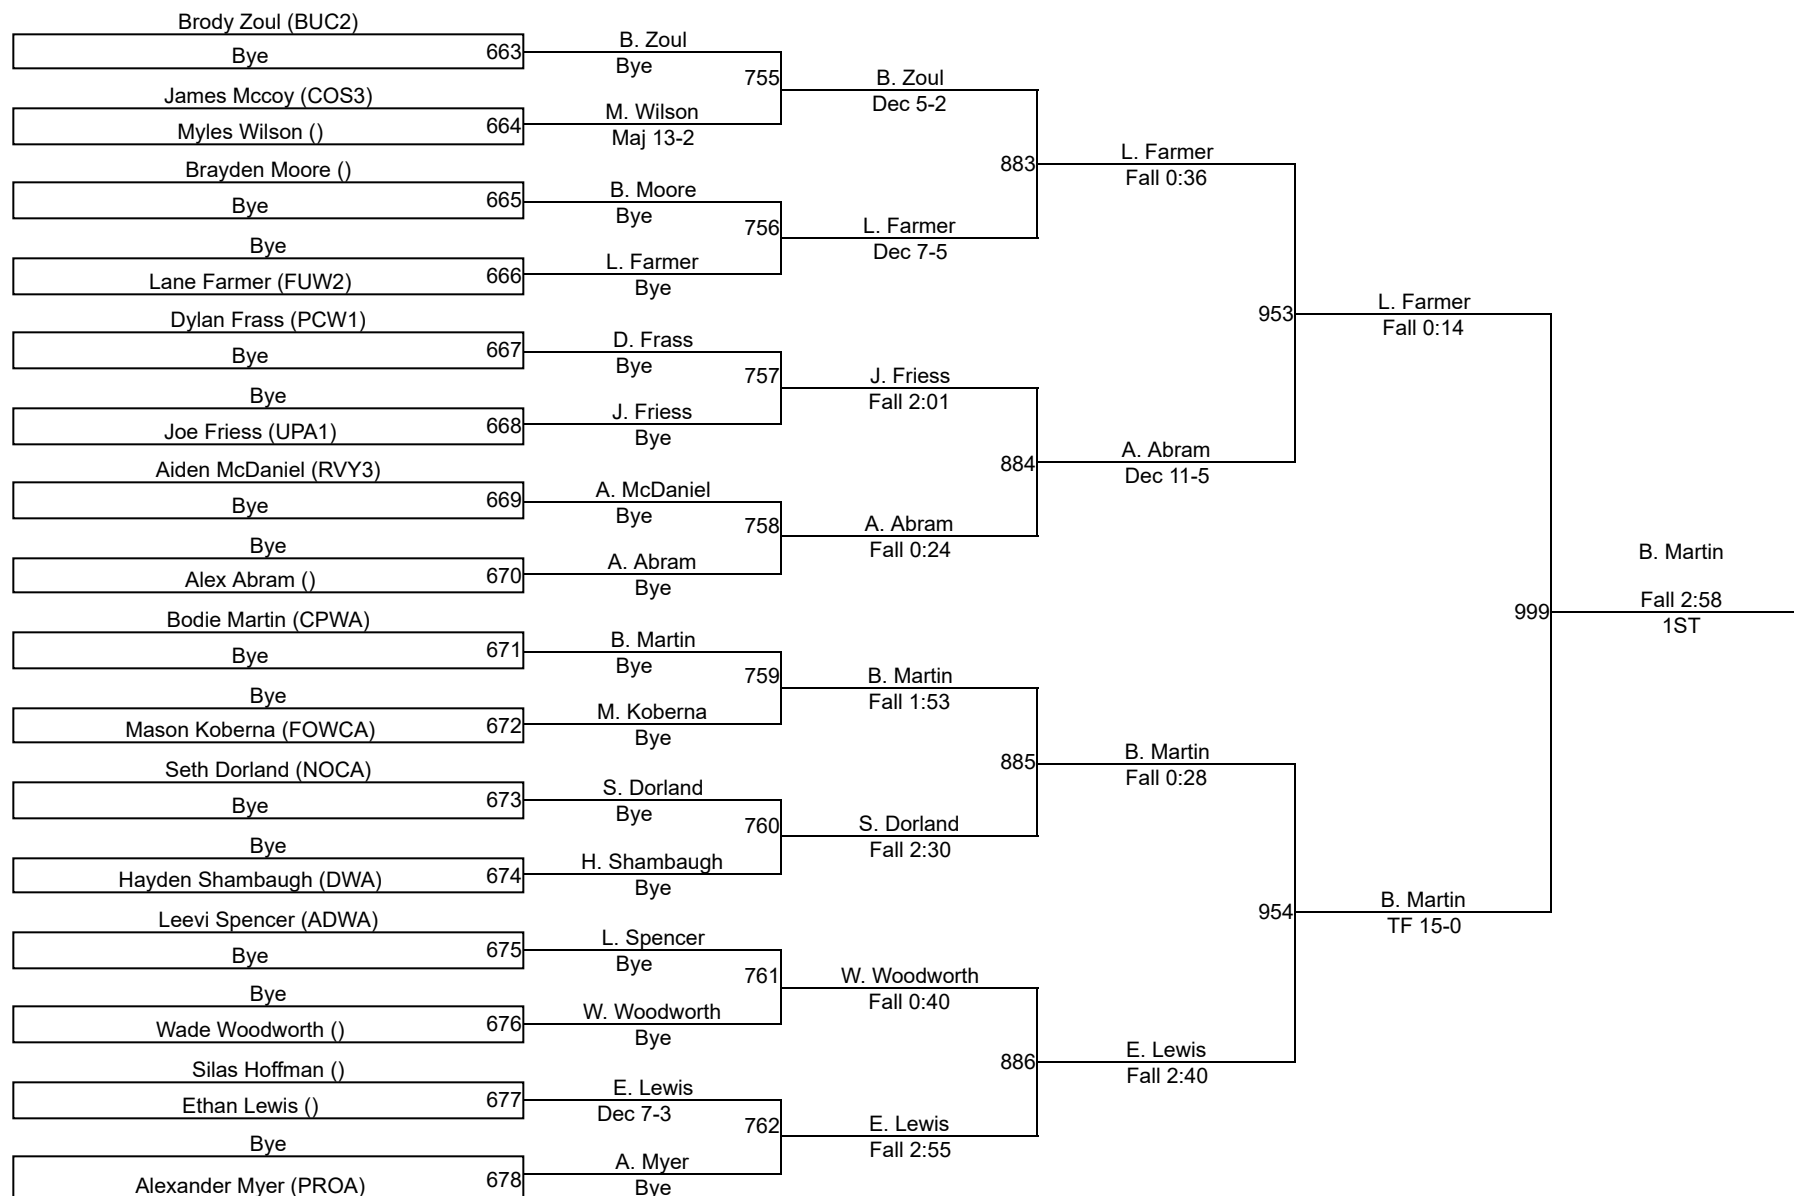 Brody Zoul (BUC2)
Bye
663
James Mccoy (COS3)
Myles Wilson ()
664
Brayden Moore ()
Bye
665
Bye
Lane Farmer (FUW2)
666
Dylan Frass (PCW1)
Bye
667
Bye
Joe Friess (UPA1)
668
Aiden McDaniel (RVY3)
Bye
669
Bye
Alex Abram ()
670
Bodie Martin (CPWA)
Bye
671
Bye
Mason Koberna (FOWCA)
672
Seth Dorland (NOCA)
Bye
673
Bye
Hayden Shambaugh (DWA)
674
Leevi Spencer (ADWA)
Bye
675
Bye
Wade Woodworth ()
676
Silas Hoffman ()
Ethan Lewis ()
677
Bye
Alexander Myer (PROA)
678
B. Zoul
Bye
755
M. Wilson
Maj 13-2
B. Moore
Bye
756
L. Farmer
Bye
D. Frass
Bye
757
J. Friess
Bye
A. McDaniel
Bye
758
A. Abram
Bye
B. Martin
Bye
759
M. Koberna
Bye
S. Dorland
Bye
760
H. Shambaugh
Bye
L. Spencer
Bye
761
W. Woodworth
Bye
E. Lewis
Dec 7-3
762
A. Myer
Bye
B. Zoul
Dec 5-2
883
L. Farmer
Dec 7-5
J. Friess
Fall 2:01
884
A. Abram
Fall 0:24
B. Martin
Fall 1:53
885
S. Dorland
Fall 2:30
W. Woodworth
Fall 0:40
886
E. Lewis
Fall 2:55
L. Farmer
Fall 0:36
953
A. Abram
Dec 11-5
B. Martin
Fall 0:28
954
E. Lewis
Fall 2:40
L. Farmer
Fall 0:14
999
B. Martin
TF 15-0
B. Martin
Fall 2:58
1ST